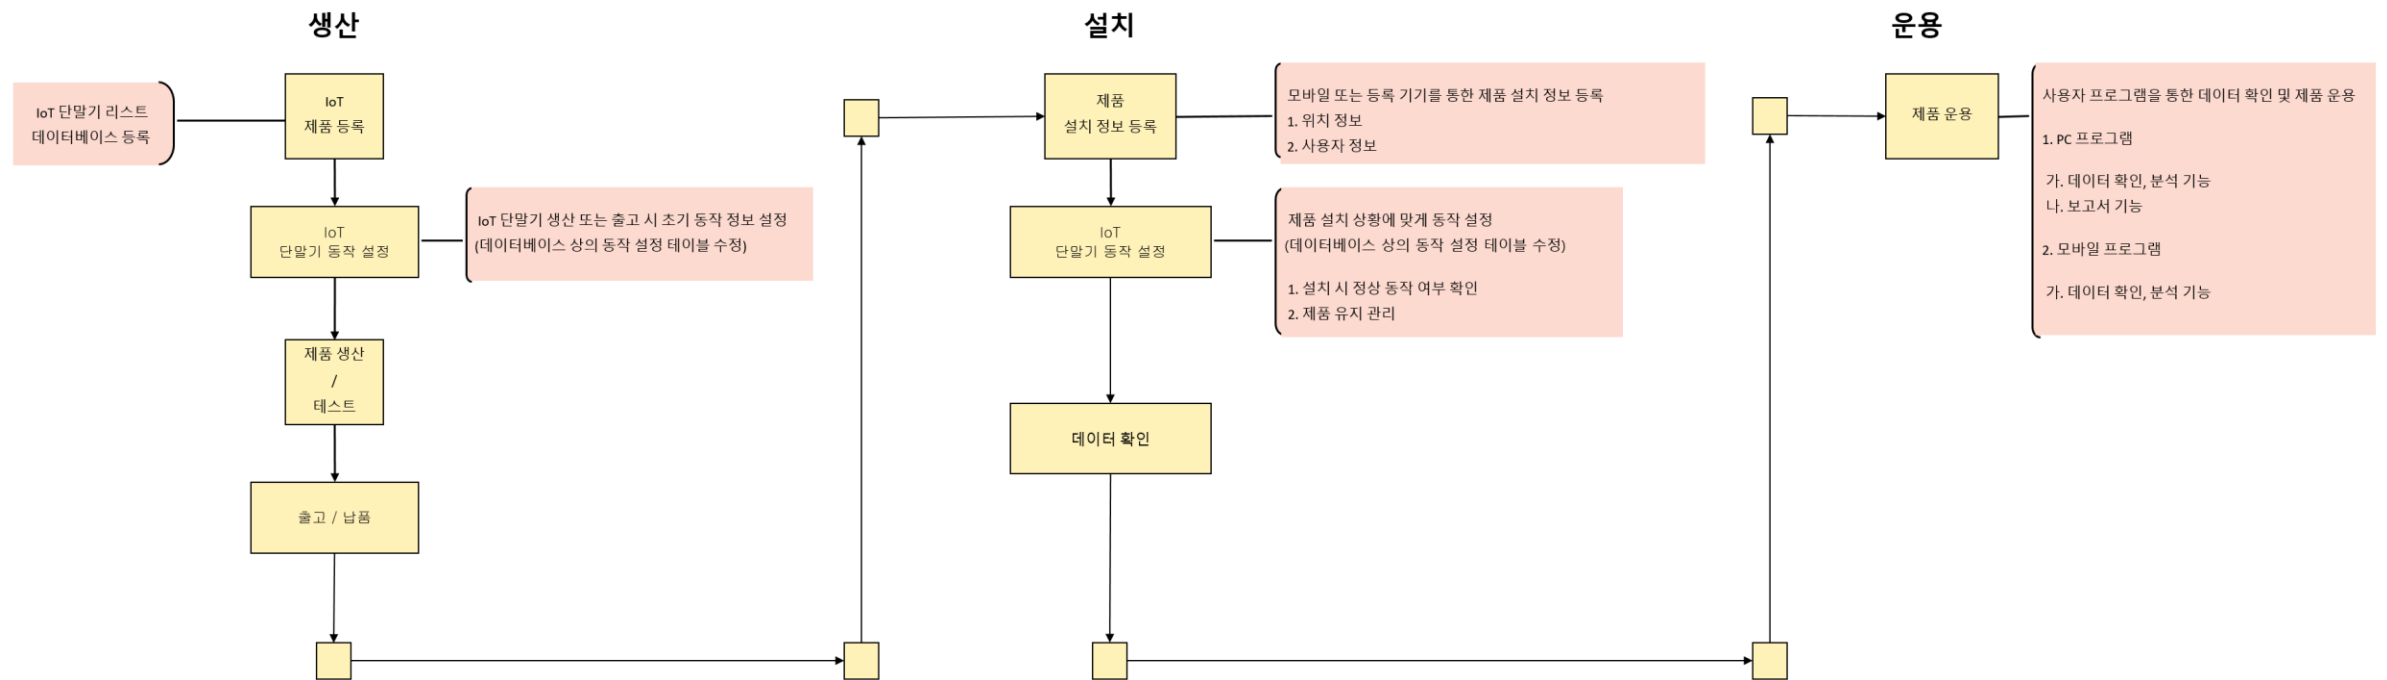 생산
IoT 단말기 리스트
데이터베이스 등록
IoT
제품 등록
IoT
단말기 동작 설정
IoT 단말기 생산 또는 출고 시 초기 동작 정보 설정
(데이터베이스 상의 동작 설정 테이블 수정)
제품 생산
/
테스트
출고 / 납품
설치
제품
설치 정보 등록
모바일 또는 등록 기기를 통한 제품 설치 정보 등록
1. 위치 정보
2. 사용자 정보
IoT
단말기 동작 설정
제품 설치 상황에 맞게 동작 설정
(데이터베이스 상의 동작 설정 테이블 수정)
1. 설치 시 정상 동작 여부 확인
2. 제품 유지 관리
데이터 확인
운용
제품 운용
사용자 프로그램을 통한 데이터 확인 및 제품 운용
1. PC 프로그램
가. 데이터 확인, 분석 기능
나. 보고서 기능
2. 모바일 프로그램
가. 데이터 확인, 분석 기능